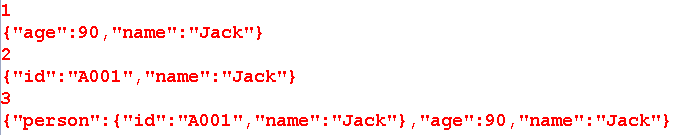 1
{"age":90,"name":"Jack"}
2
{"id":"A001","name":"Jack"}
3
{"person":{"id":"A001","name":"Jack"},"age":90,"name":"Jack"}